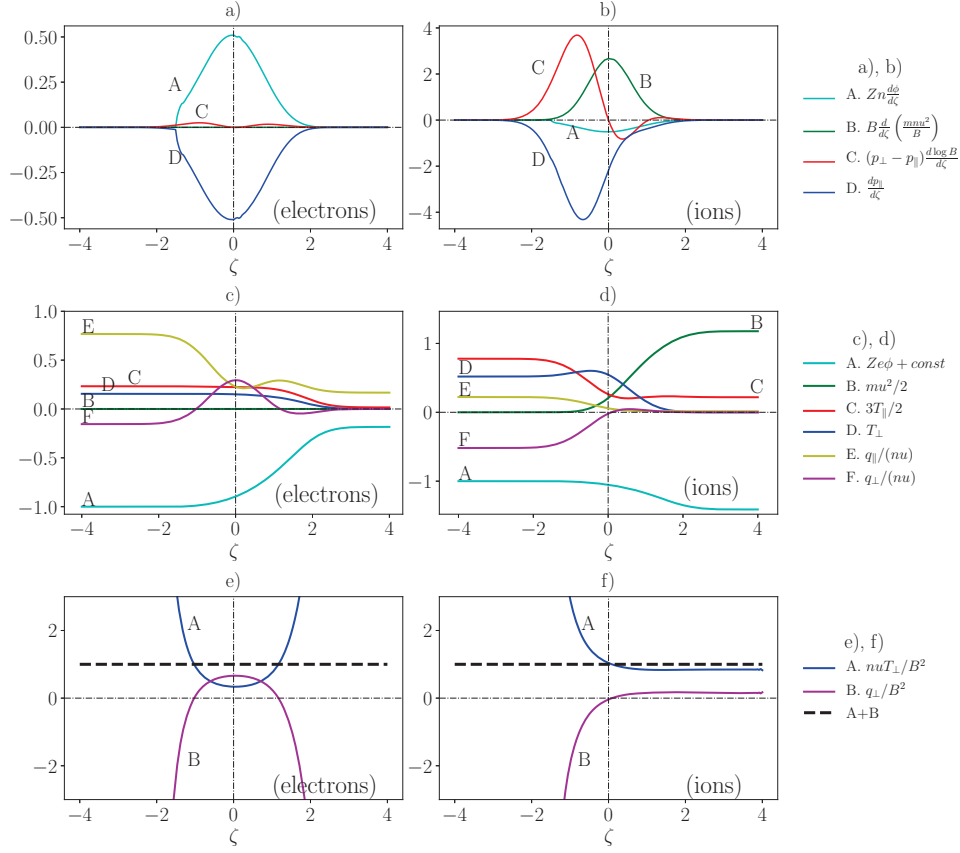 a)
0.50
0.25
0.00
−0.25
−0.50
A
C
D
(electrons)
−4 −2 0 2 4
ζ
b)
4
2
0
−2
−4
C
B
A
D
(ions)
−4 −2 0 2 4
ζ
a), b)
A. Zn dϕ/dζ
B. B d/dζ (mnu²/B)
C. (p⊥ − p∥) d log B/dζ
D. dp∥/dζ
c)
1.0
0.5
0.0
−0.5
−1.0
E
D C
B
F
A
(electrons)
−4 −2 0 2 4
ζ
d)
1
0
−1
B
D
E
C
F
A
(ions)
−4 −2 0 2 4
ζ
c), d)
A. Zeϕ + const
B. mu²/2
C. 3T∥/2
D. T⊥
E. q∥/(nu)
F. q⊥/(nu)
e)
2
0
−2
A
B
(electrons)
−4 −2 0 2 4
ζ
f)
2
0
−2
A
B
(ions)
−4 −2 0 2 4
ζ
e), f)
A. nuT⊥/B²
B. q⊥/B²
A+B